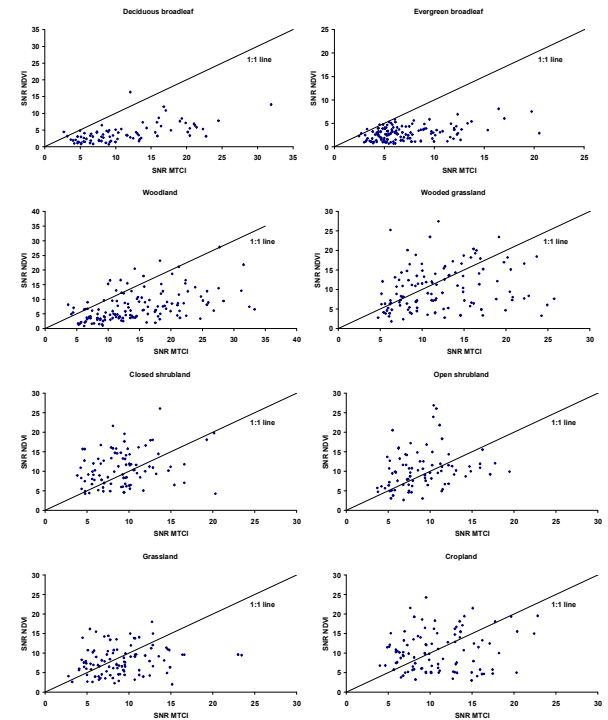 Deciduous broadleaf
35
30
25
20
15
10
5
0
SNR NDVI
1:1 line
0 5 10 15 20 25 30 35
SNR MTCI
Evergreen broadleaf
25
20
15
10
5
0
SNR NDVI
1:1 line
0 5 10 15 20 25
SNR MTCI
Woodland
40
35
30
25
20
15
10
5
0
SNR NDVI
1:1 line
0 5 10 15 20 25 30 35 40
SNR MTCI
Wooded grassland
30
25
20
15
10
5
0
SNR NDVI
1:1 line
0 5 10 15 20 25 30
SNR MTCI
Closed shrubland
30
25
20
15
10
5
0
SNR NDVI
1:1 line
0 5 10 15 20 25 30
SNR MTCI
Open shrubland
30
25
20
15
10
5
0
SNR NDVI
1:1 line
0 5 10 15 20 25 30
SNR MTCI
Grassland
30
25
20
15
10
5
0
SNR NDVI
1:1 line
0 5 10 15 20 25 30
SNR MTCI
Cropland
30
25
20
15
10
5
0
SNR NDVI
1:1 line
0 5 10 15 20 25 30
SNR MTCI